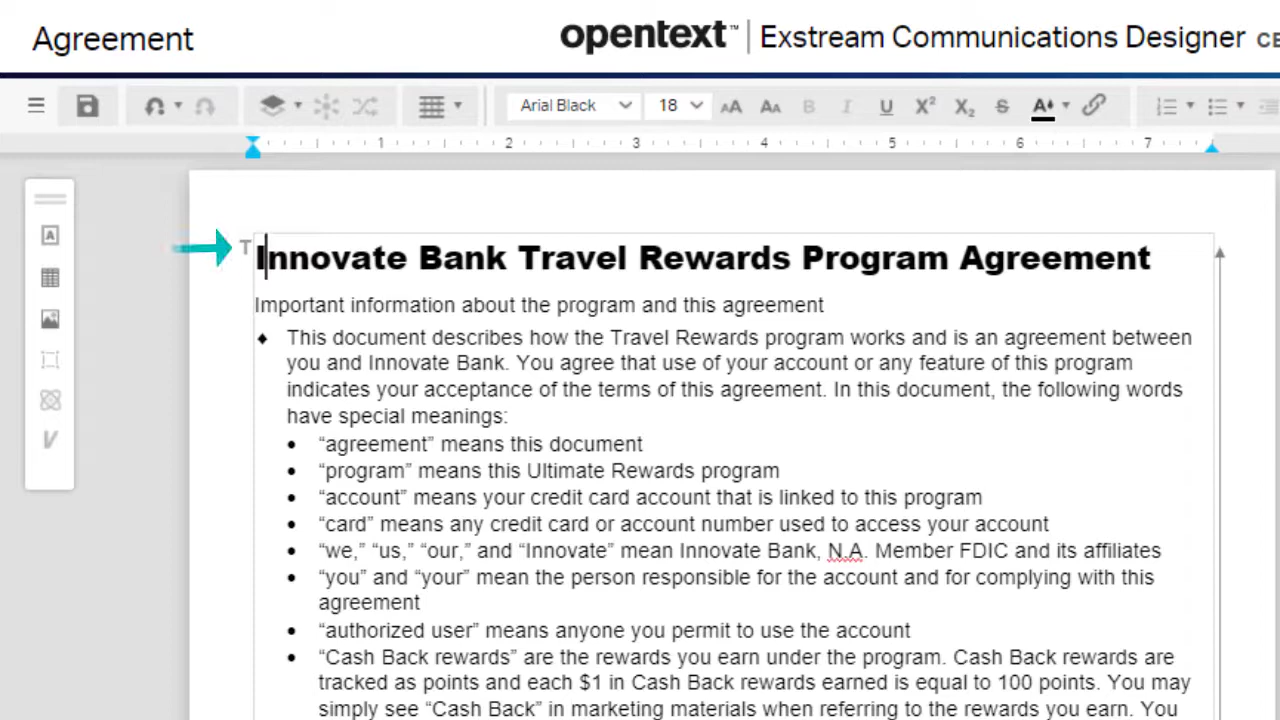 Agreement
opentext™ | Exstream Communications Designer CE
Arial Black 18
1 2 3 4 5 6 7
T
Innovate Bank Travel Rewards Program Agreement
Important information about the program and this agreement
♦ This document describes how the Travel Rewards program works and is an agreement between
you and Innovate Bank. You agree that use of your account or any feature of this program
indicates your acceptance of the terms of this agreement. In this document, the following words
have special meanings:
• “agreement” means this document
• “program” means this Ultimate Rewards program
• “account” means your credit card account that is linked to this program
• “card” means any credit card or account number used to access your account
• “we,” “us,” “our,” and “Innovate” mean Innovate Bank, N.A. Member FDIC and its affiliates
• “you” and “your” mean the person responsible for the account and for complying with this
agreement
• “authorized user” means anyone you permit to use the account
• “Cash Back rewards” are the rewards you earn under the program. Cash Back rewards are
tracked as points and each $1 in Cash Back rewards earned is equal to 100 points. You may
simply see “Cash Back” in marketing materials when referring to the rewards you earn. You